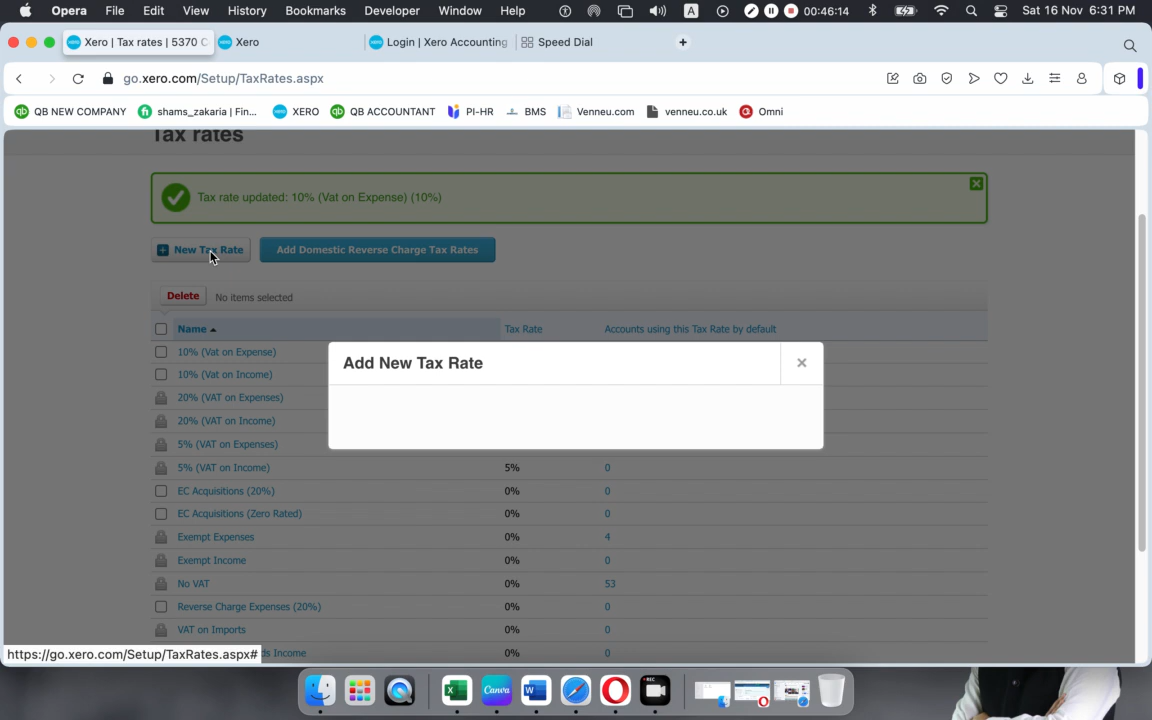 Opera File Edit View History Bookmarks Developer Window Help A 00:46:14 Sat 16 Nov 6:31 PM
Xero | Tax rates | 5370 C Xero Login | Xero Accounting Speed Dial
go.xero.com/Setup/TaxRates.aspx
QB NEW COMPANY shams_zakaria | Fin... XERO QB ACCOUNTANT PI-HR BMS Venneu.com venneu.co.uk Omni
Tax rates
Tax rate updated: 10% (Vat on Expense) (10%)
New Tax Rate Add Domestic Reverse Charge Tax Rates
Delete No items selected
Name Tax Rate Accounts using this Tax Rate by default
10% (Vat on Expense)
Add New Tax Rate
10% (Vat on Income)
20% (VAT on Expenses)
20% (VAT on Income)
5% (VAT on Expenses)
5% (VAT on Income) 5% 0
EC Acquisitions (20%) 0% 0
EC Acquisitions (Zero Rated) 0% 0
Exempt Expenses 0% 4
Exempt Income 0% 0
No VAT 0% 53
Reverse Charge Expenses (20%) 0% 0
VAT on Imports 0% 0
ds Income 0% 0
https://go.xero.com/Setup/TaxRates.aspx#
Canva
REC